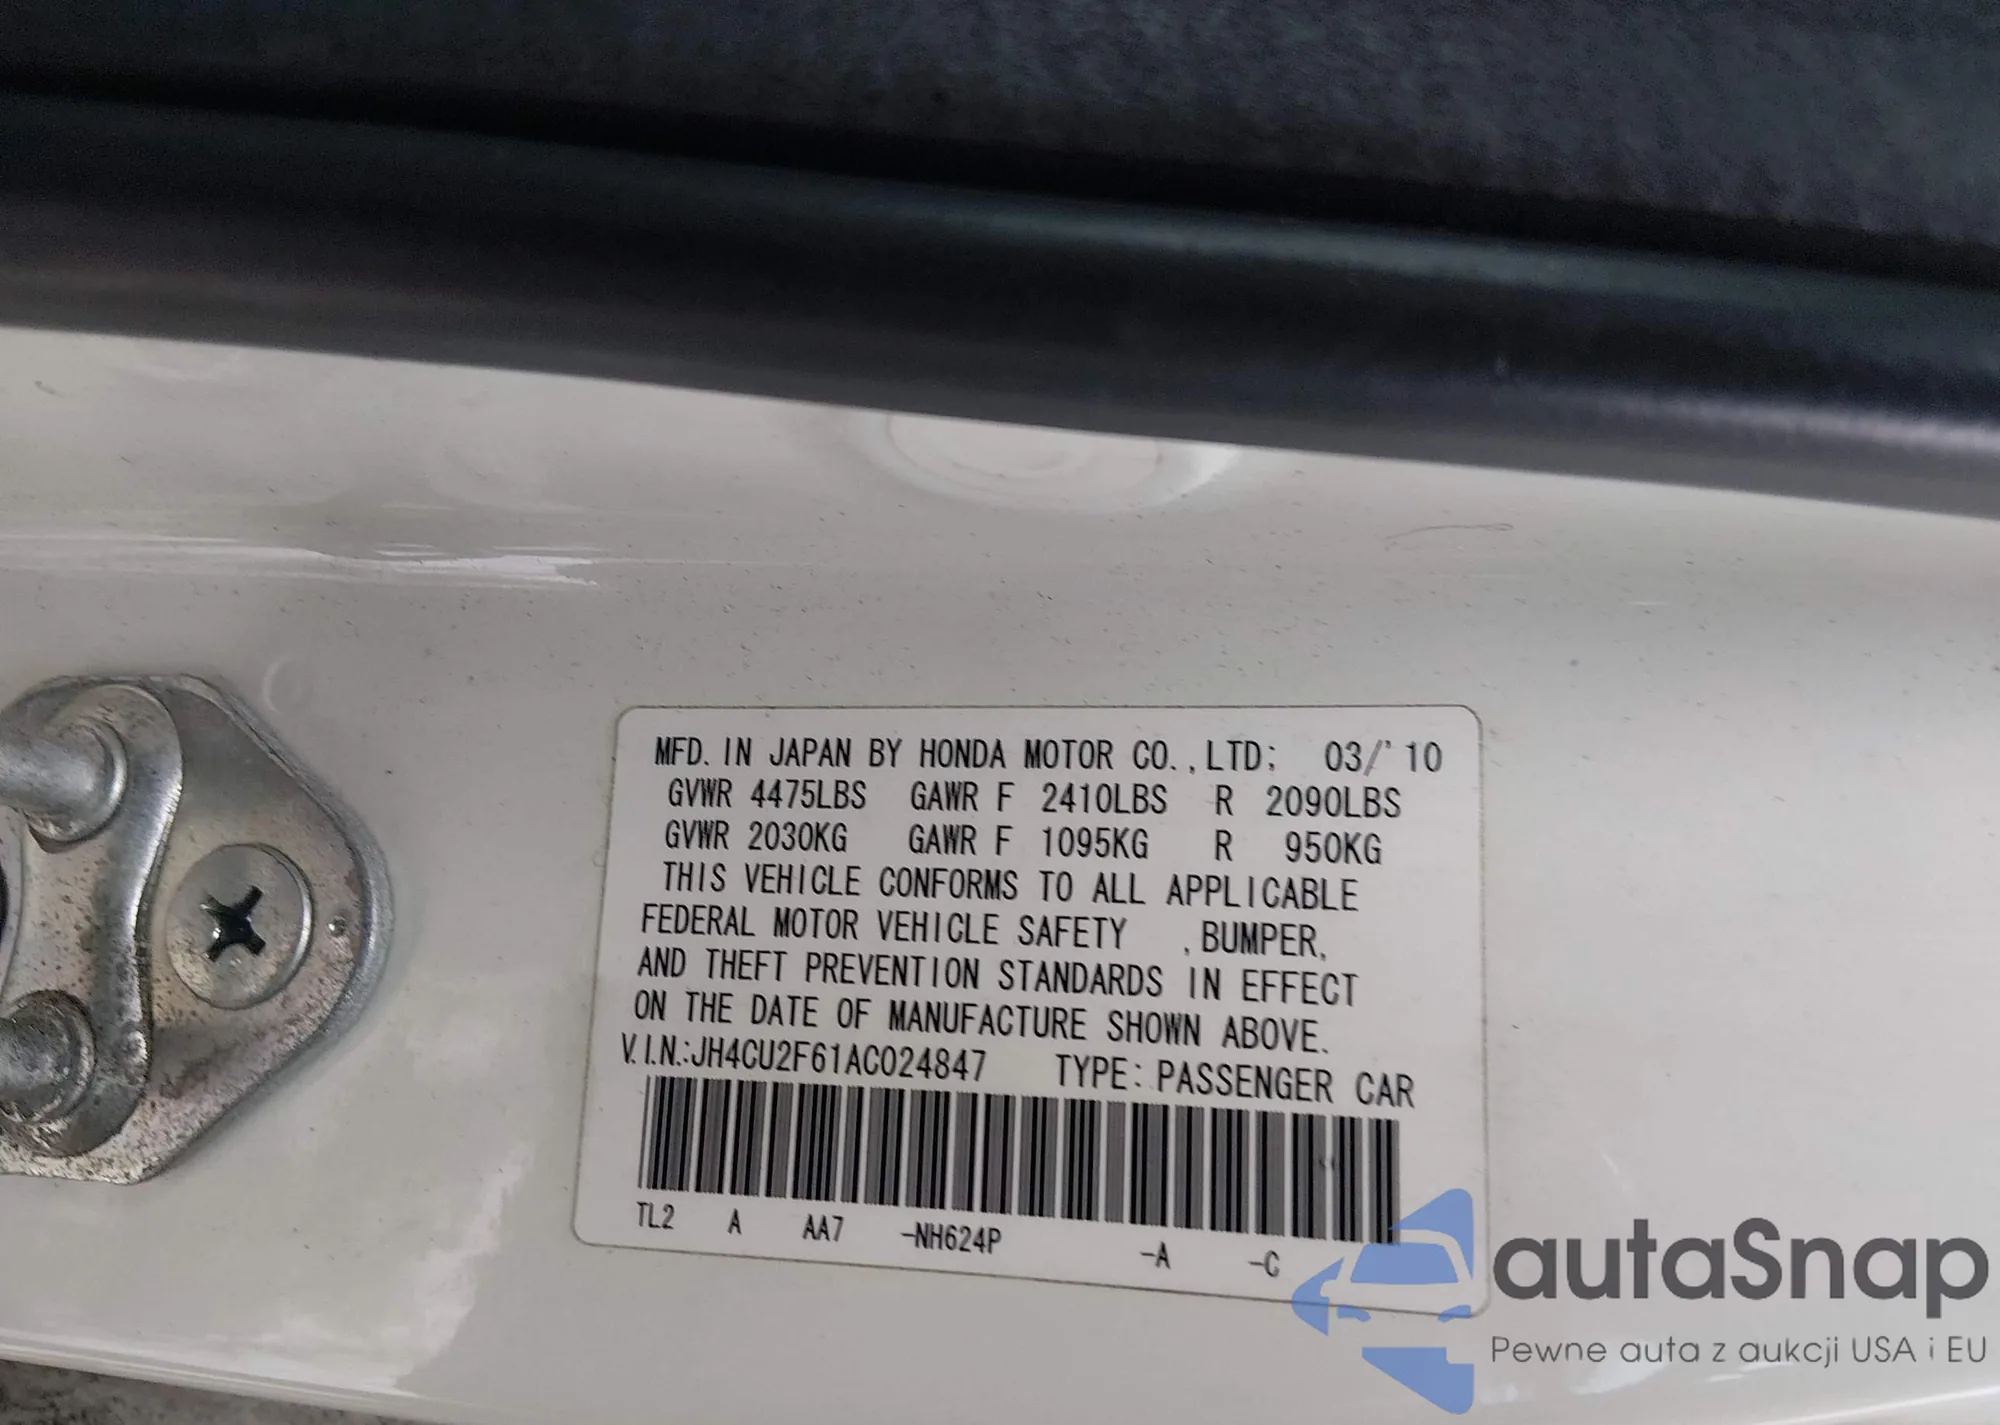 MFD. IN JAPAN BY HONDA MOTOR CO., LTD; 03/'10
GVWR 4475LBS GAWR F 2410LBS R 2090LBS
GVWR 2030KG GAWR F 1095KG R 950KG
THIS VEHICLE CONFORMS TO ALL APPLICABLE
FEDERAL MOTOR VEHICLE SAFETY , BUMPER,
AND THEFT PREVENTION STANDARDS IN EFFECT
ON THE DATE OF MANUFACTURE SHOWN ABOVE.
V.I.N.:JH4CU2F61AC024847 TYPE: PASSENGER CAR
TL2 A AA7 -NH624P -A -C
autaSnap
Pewne auta z aukcji USA i EU